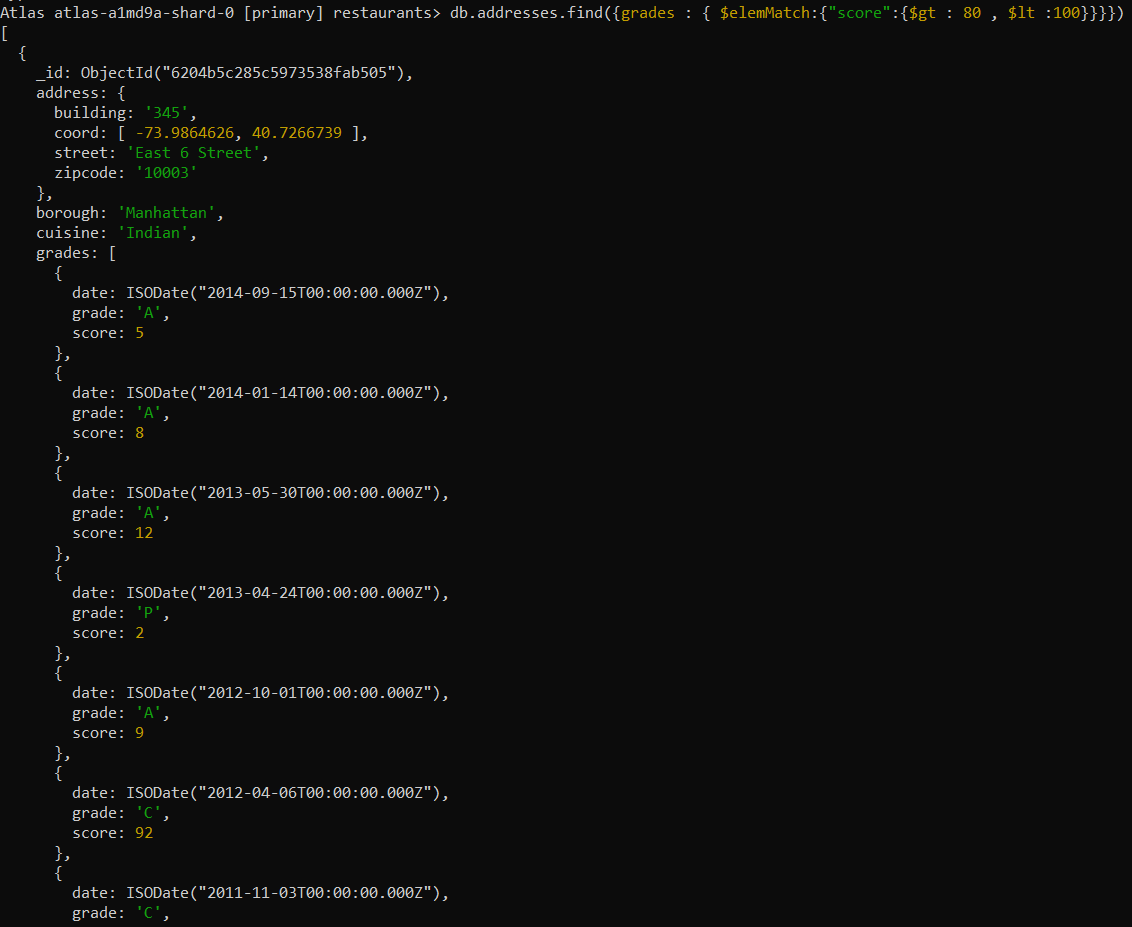 Atlas atlas-a1md9a-shard-0 [primary] restaurants> db.addresses.find({grades : { $elemMatch:{"score":{$gt : 80 , $lt :100}}}})
[
  {
    _id: ObjectId("6204b5c285c5973538fab505"),
    address: {
      building: '345',
      coord: [ -73.9864626, 40.7266739 ],
      street: 'East 6 Street',
      zipcode: '10003'
    },
    borough: 'Manhattan',
    cuisine: 'Indian',
    grades: [
      {
        date: ISODate("2014-09-15T00:00:00.000Z"),
        grade: 'A',
        score: 5
      },
      {
        date: ISODate("2014-01-14T00:00:00.000Z"),
        grade: 'A',
        score: 8
      },
      {
        date: ISODate("2013-05-30T00:00:00.000Z"),
        grade: 'A',
        score: 12
      },
      {
        date: ISODate("2013-04-24T00:00:00.000Z"),
        grade: 'P',
        score: 2
      },
      {
        date: ISODate("2012-10-01T00:00:00.000Z"),
        grade: 'A',
        score: 9
      },
      {
        date: ISODate("2012-04-06T00:00:00.000Z"),
        grade: 'C',
        score: 92
      },
      {
        date: ISODate("2011-11-03T00:00:00.000Z"),
        grade: 'C',